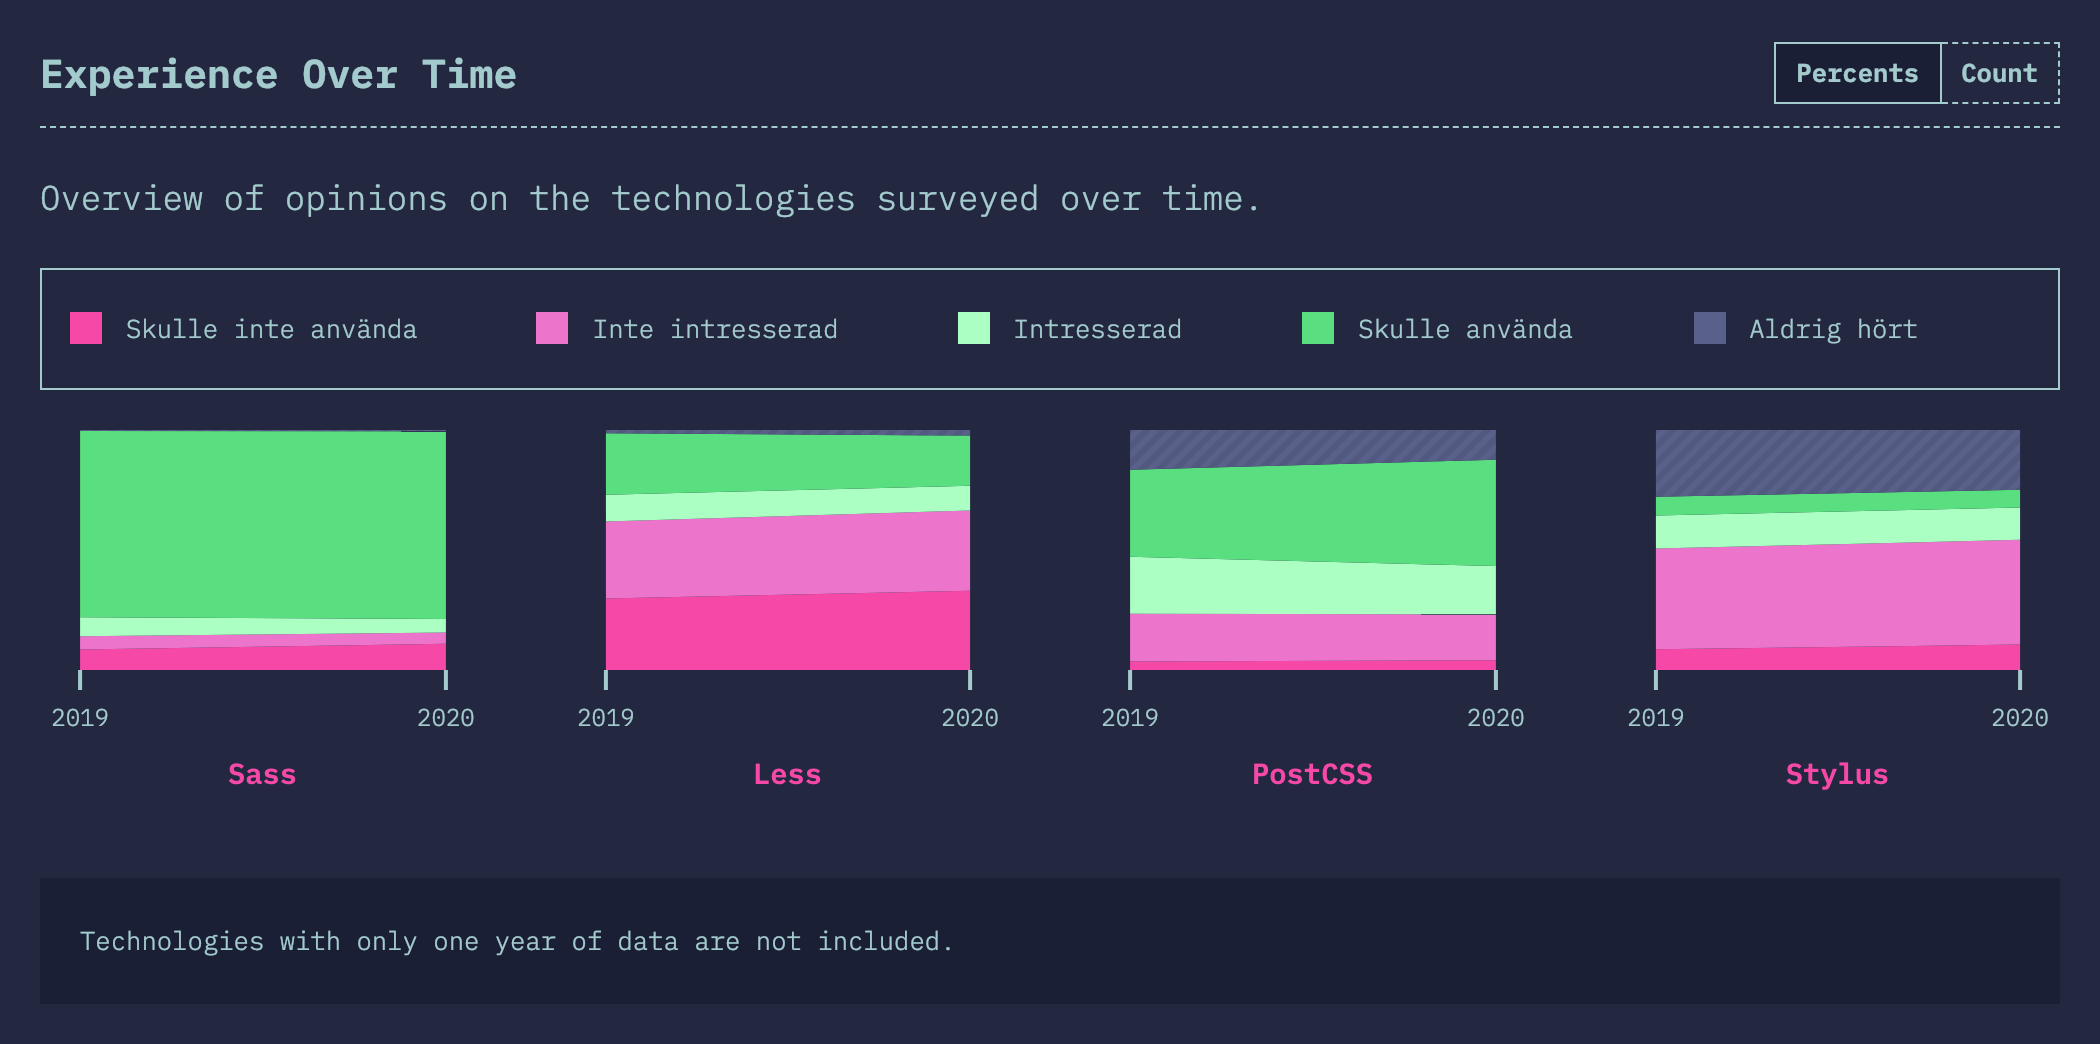 Experience Over Time
Percents Count
Overview of opinions on the technologies surveyed over time.
Skulle inte använda Inte intresserad Intresserad Skulle använda Aldrig hört
2019 2020 2019 2020 2019 2020 2019 2020
Sass Less PostCSS Stylus
Technologies with only one year of data are not included.